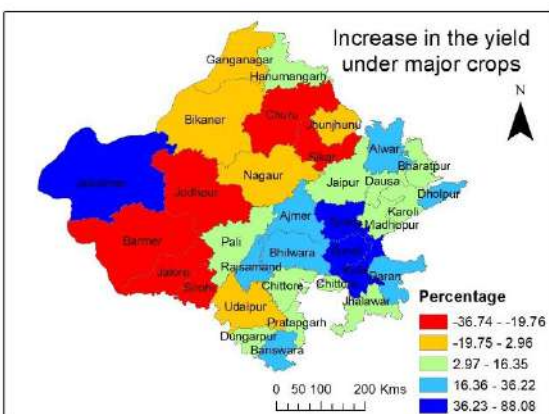 Increase in the yield
under major crops
N
Ganganagar
Hanumangarh
Bikaner
Churu
Jhunjhunu
Sikar
Alwar
Bharatpur
Nagaur
Jaipur
Dausa
Dholpur
Jodhpur
Karoli
Ajmer
Madhopur
Barmer
Pali
Bhilwara
Jalore
Rajsamand
Baran
Chittore
Chittore
Jhalawar
Udaipur
Pratapgarh
Dungarpur
Banswara
Percentage
-36.74 - -19.76
-19.75 - 2.96
2.97 - 16.35
16.36 - 36.22
36.23 - 88.08
0 50 100 200 Kms